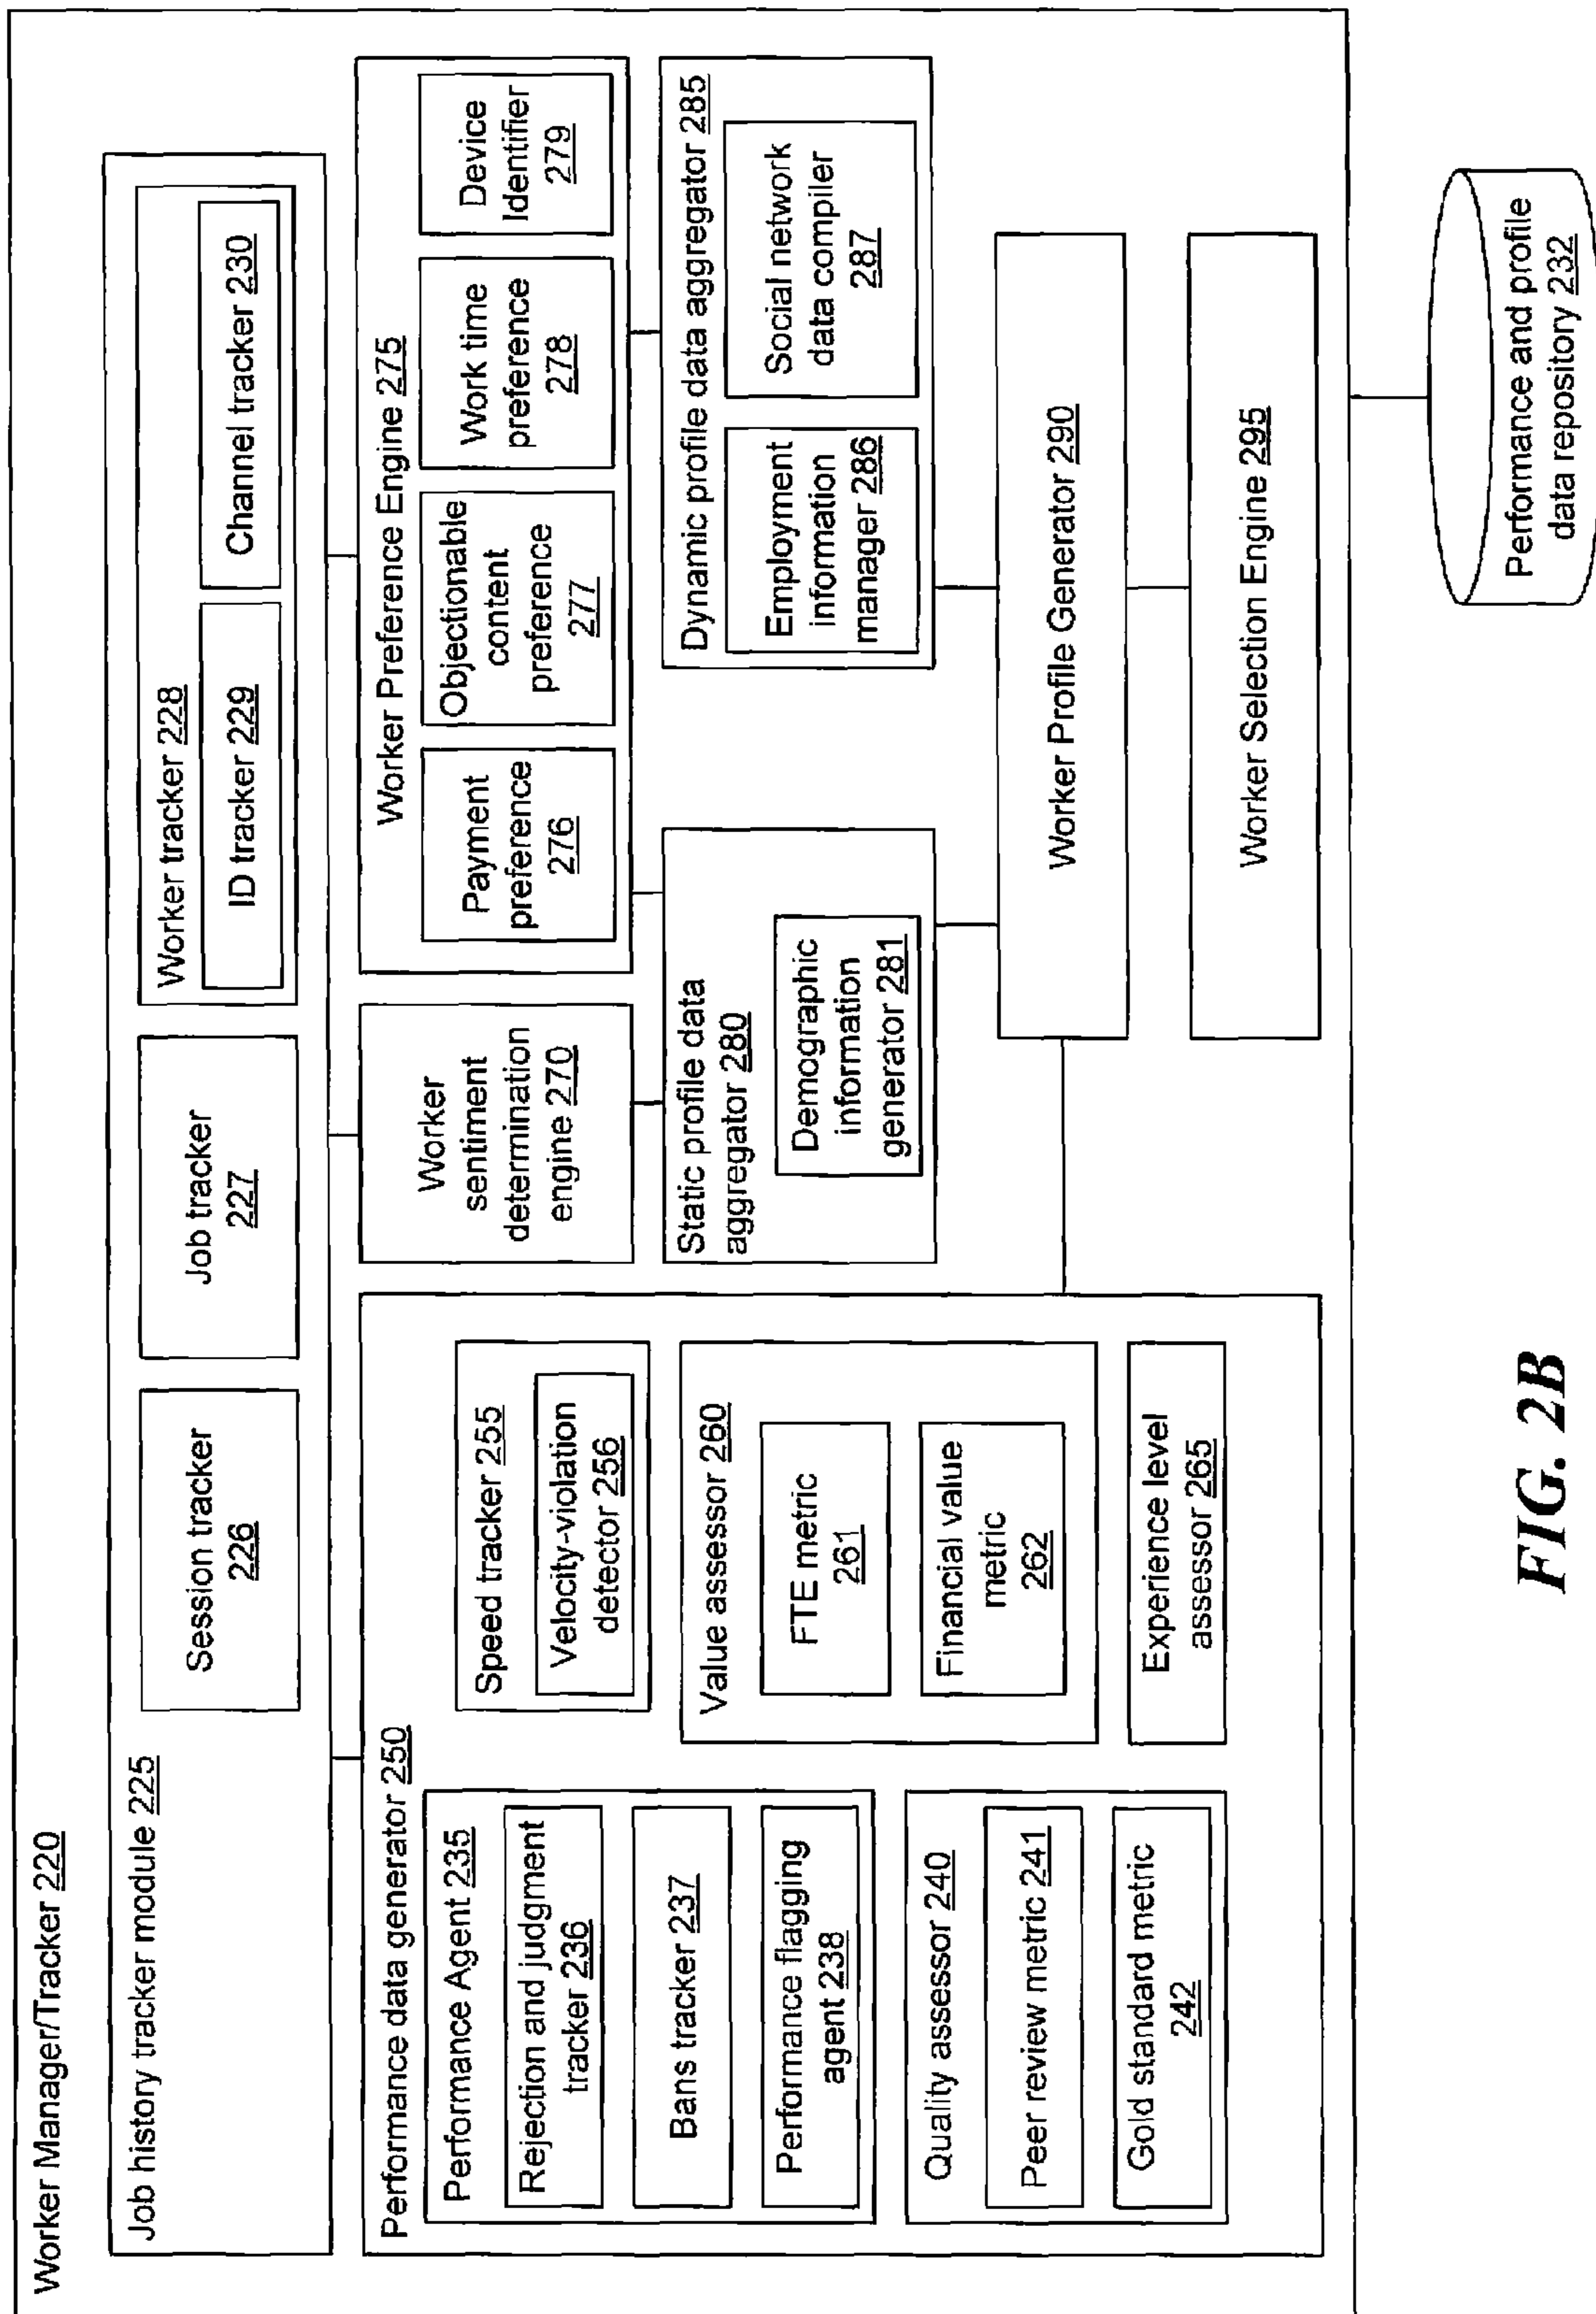 Worker Manager/Tracker 220
Job history tracker module 225
Session tracker
226
Job tracker
227
Worker tracker 228
ID tracker 229
Channel tracker 230
Performance data generator 250
Performance Agent 235
Rejection and judgment
tracker 236
Bans tracker 237
Performance flagging
agent 238
Quality assessor 240
Peer review metric 241
Gold standard metric
242
Speed tracker 255
Velocity-violation
detector 256
Value assessor 260
FTE metric
261
Financial value
metric
262
Experience level
assessor 265
Worker
sentiment
determination
engine 270
Worker Preference Engine 275
Payment
preference
276
Objectionable
content
preference
277
Work time
preference
278
Device
Identifier
279
Static profile data
aggregator 280
Demographic
information
generator 281
Dynamic profile data aggregator 285
Employment
information
manager 286
Social network
data compiler
287
Worker Profile Generator 290
Worker Selection Engine 295
Performance and profile
data repository 232
FIG. 2B